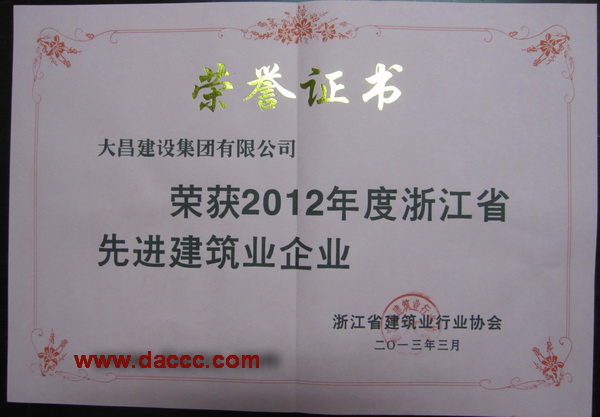 荣誉证书
大昌建设集团有限公司
荣获2012年度浙江省
先进建筑业企业
浙江省建筑业行业协会
二〇一三年三月
www.daccc.com